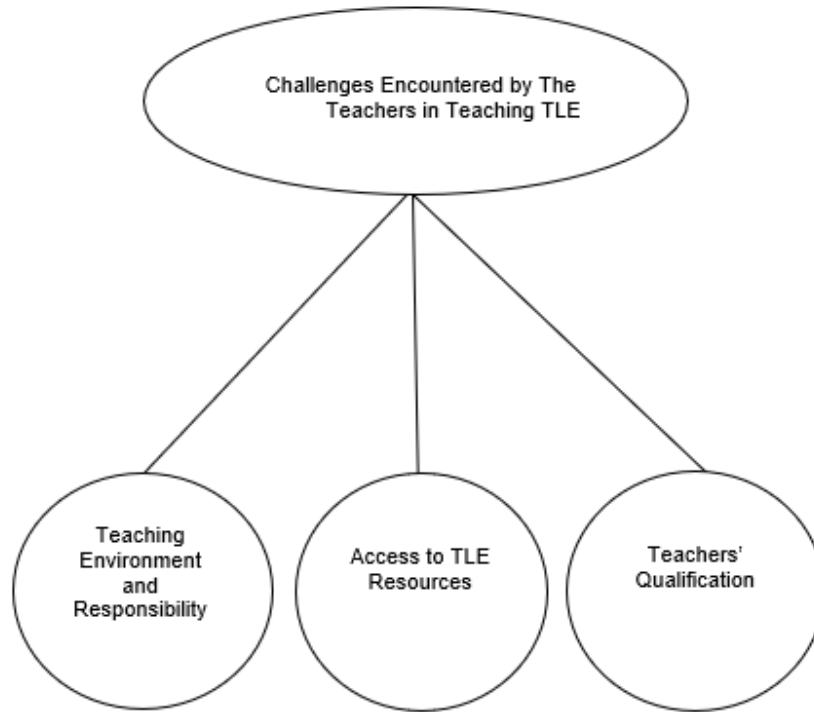 Challenges Encountered by The
Teachers in Teaching TLE
Teaching
Environment
and
Responsibility
Access to TLE
Resources
Teachers’
Qualification